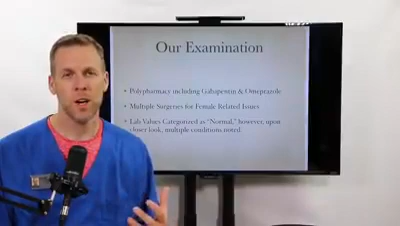 Our Examination
• Polypharmacy including Gabapentin & Omeprazole
• Multiple Surgeries for Female Related Issues
• Lab Values Categorized as "Normal," however, upon
closer look, multiple conditions noted